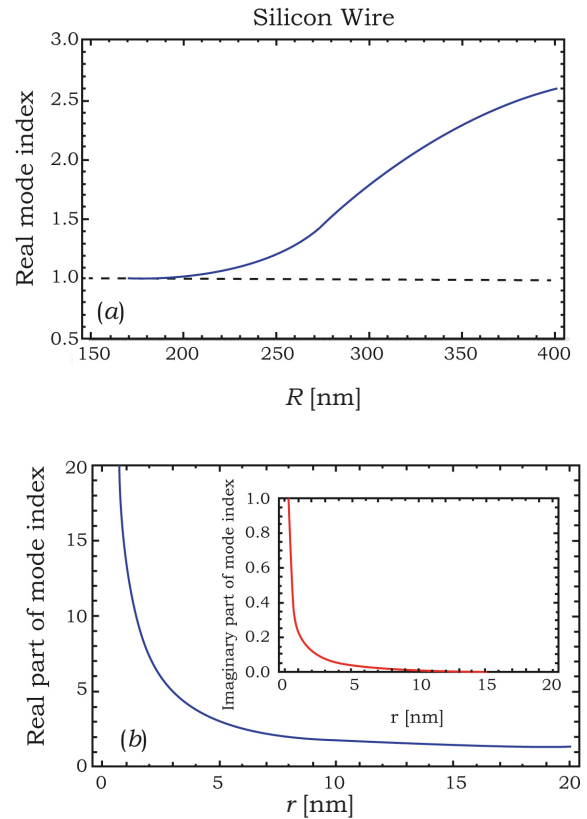 Silicon Wire
3.0
2.5
2.0
1.5
1.0
0.5
Real mode index
(a)
150 200 250 300 350 400
R [nm]
20
15
10
5
2
0
Real part of mode index
(b)
1.0
0.8
0.6
0.4
0.2
0.0
Imaginary part of mode index
0 5 10 15 20
r [nm]
0 5 10 15 20
r [nm]